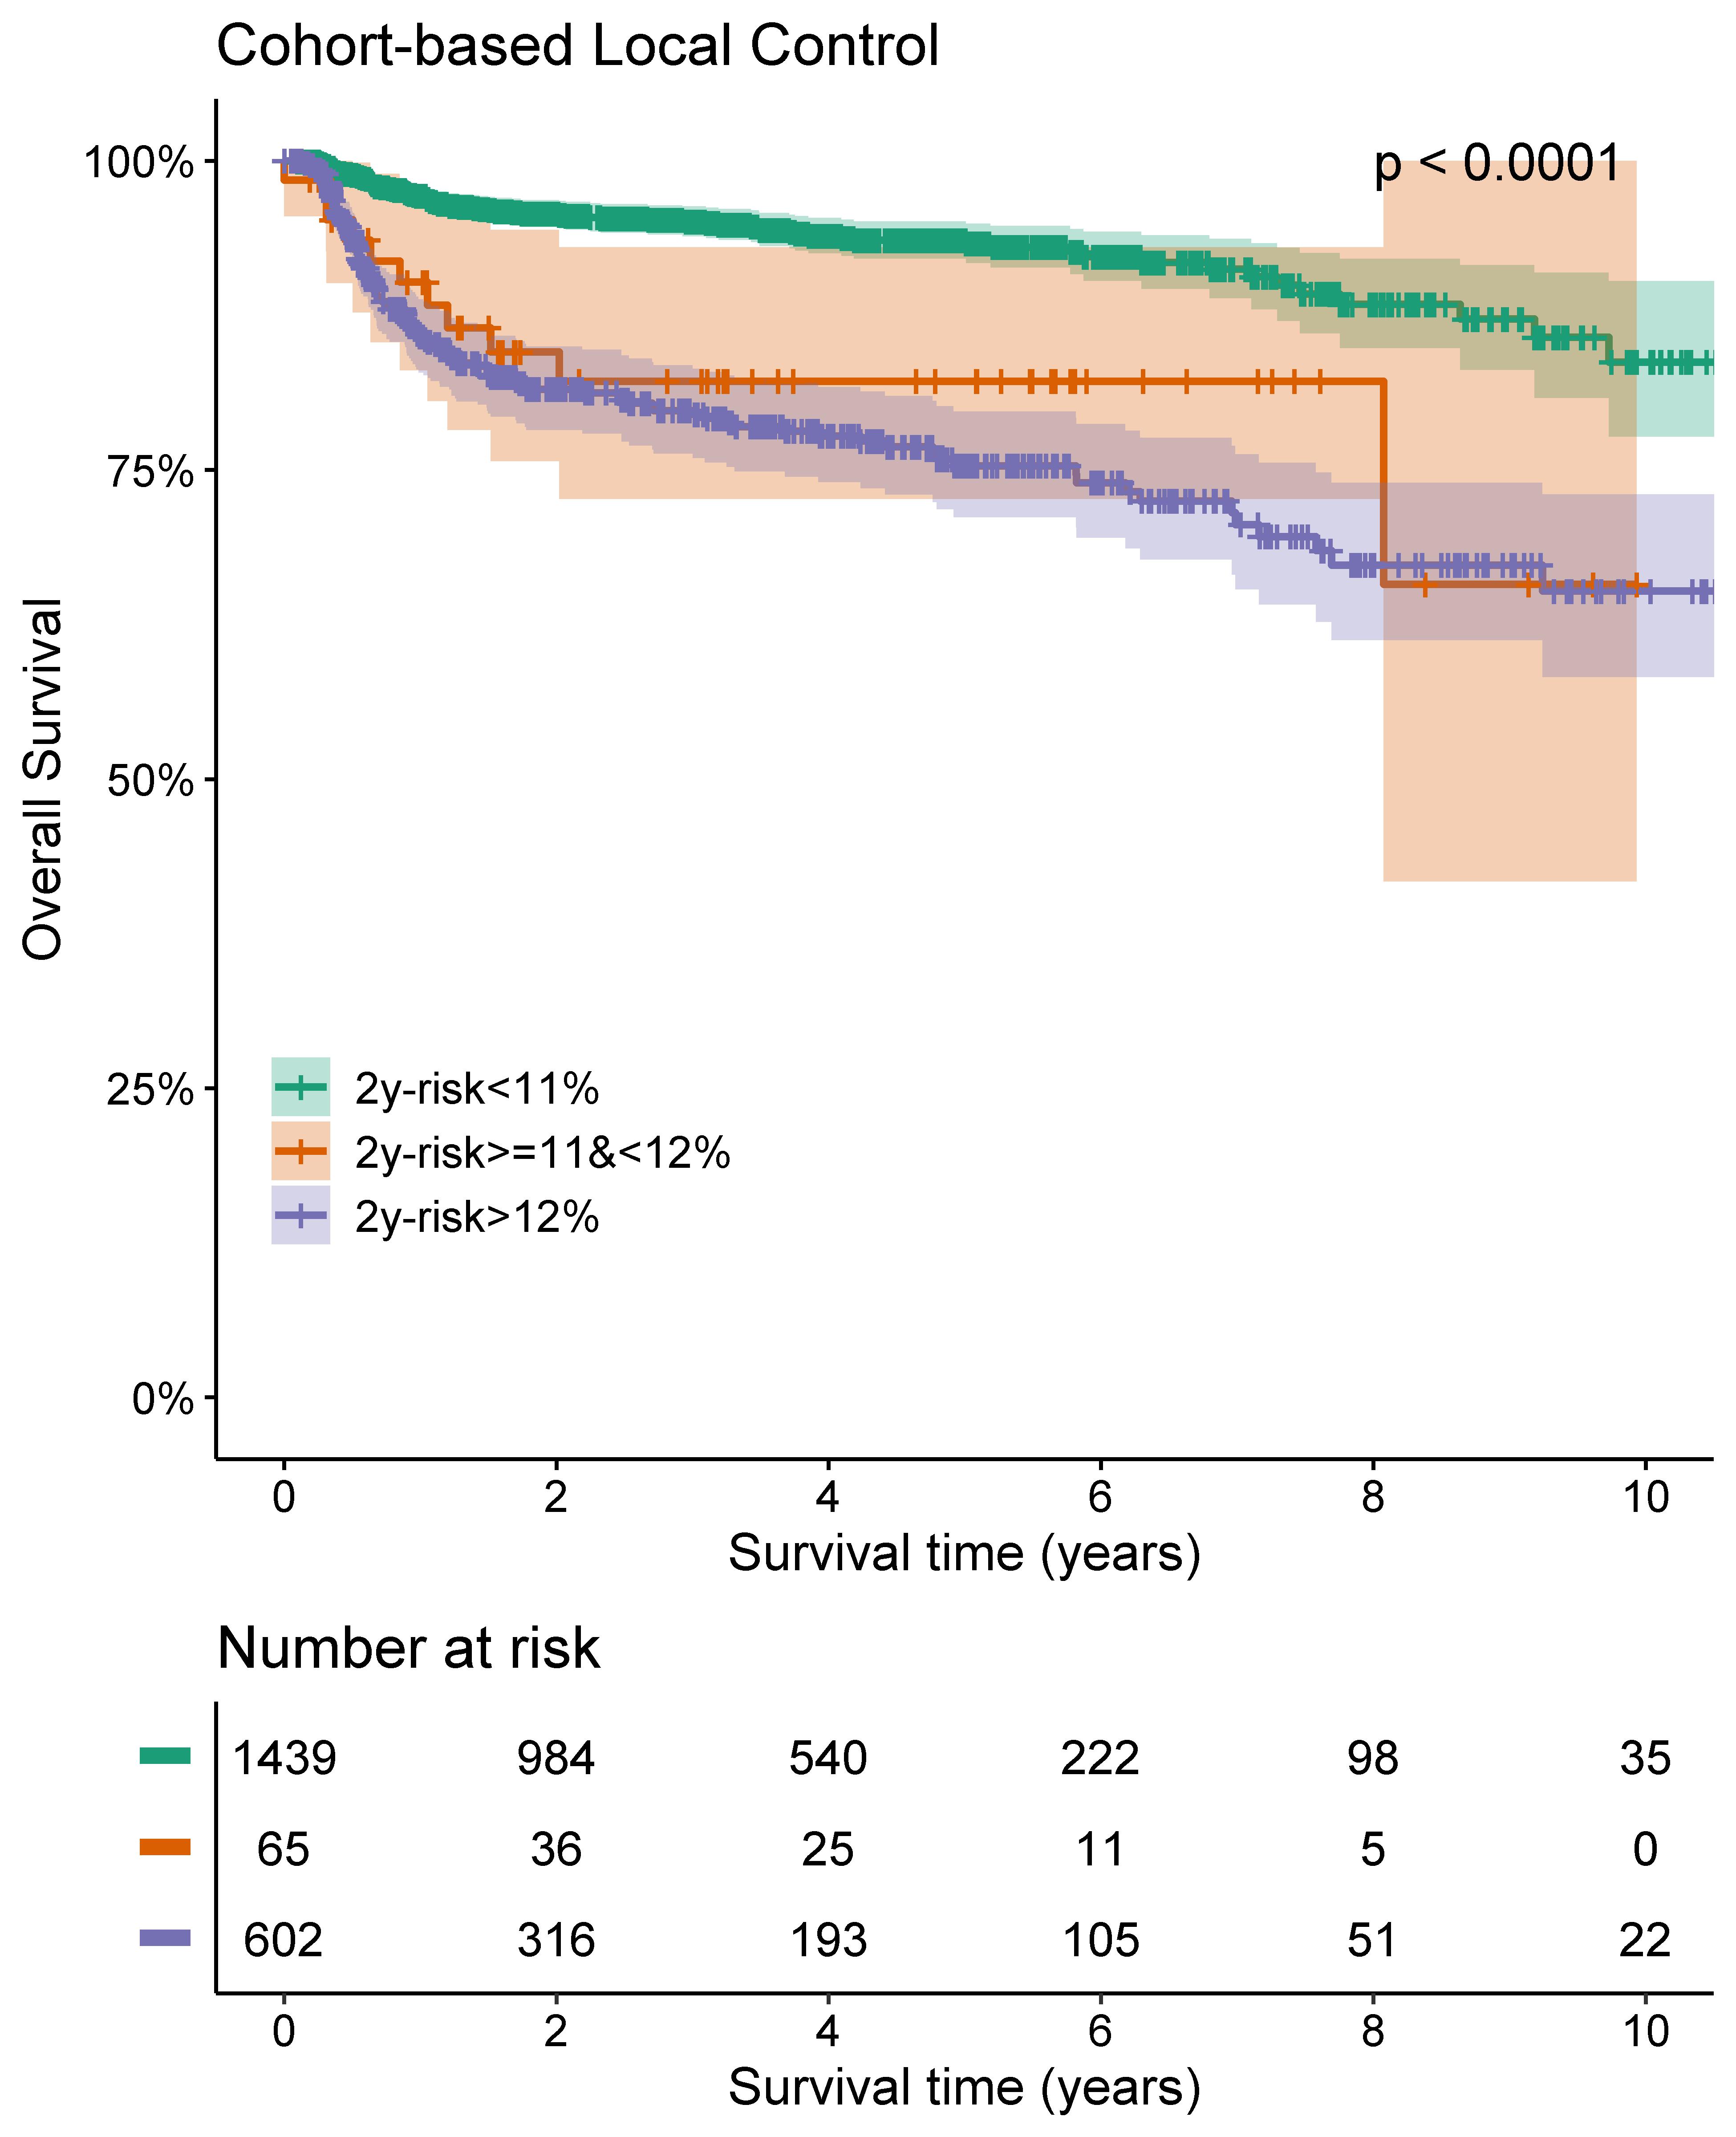 Cohort-based Local Control
p < 0.0001
100%
75%
50%
25%
0%
Overall Survival
2y-risk<11%
2y-risk>=11&<12%
2y-risk>12%
0 2 4 6 8 10
Survival time (years)
Number at risk
1439 984 540 222 98 35
65 36 25 11 5 0
602 316 193 105 51 22
0 2 4 6 8 10
Survival time (years)